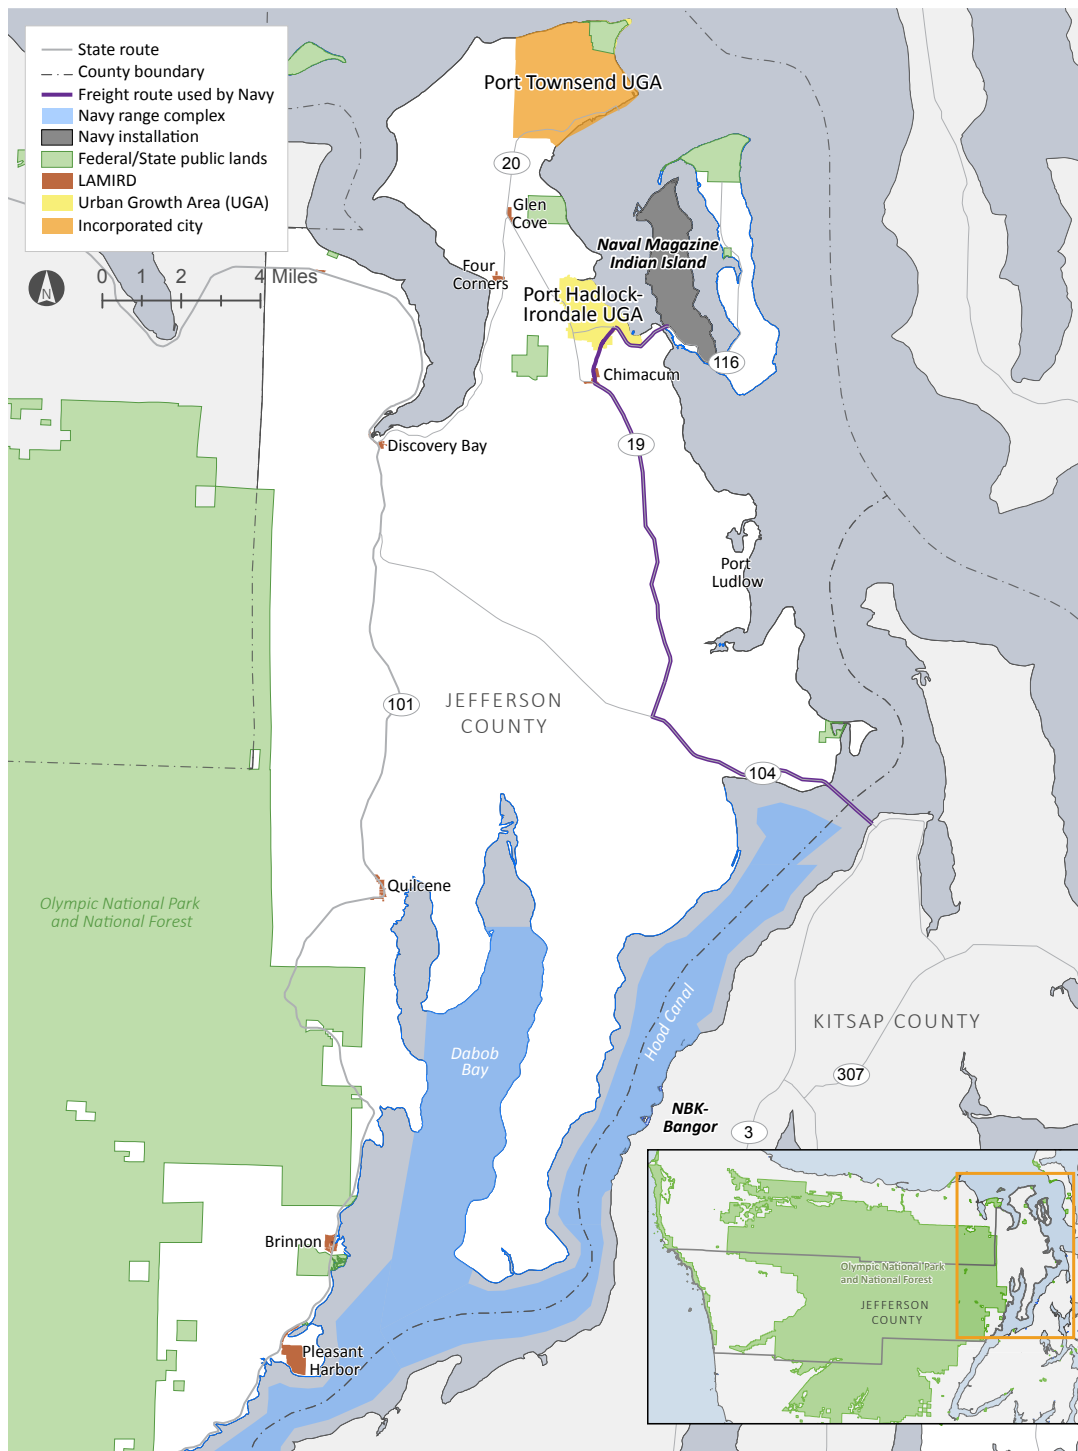 State route
County boundary
Freight route used by Navy
Navy range complex
Navy installation
Federal/State public lands
LAMIRD
Urban Growth Area (UGA)
Incorporated city
N
0 1 2 4 Miles
Port Townsend UGA
20
Glen
Cove
Four
Corners
Naval Magazine
Indian Island
Port Hadlock-
Irondale UGA
116
Chimacum
19
Discovery Bay
Port
Ludlow
101
JEFFERSON
COUNTY
104
Quilcene
Olympic National Park
and National Forest
Hood Canal
KITSAP COUNTY
Dabob
Bay
307
NBK-
Bangor
3
Brinnon
Pleasant
Harbor
Olympic National Park
and National Forest
JEFFERSON
COUNTY